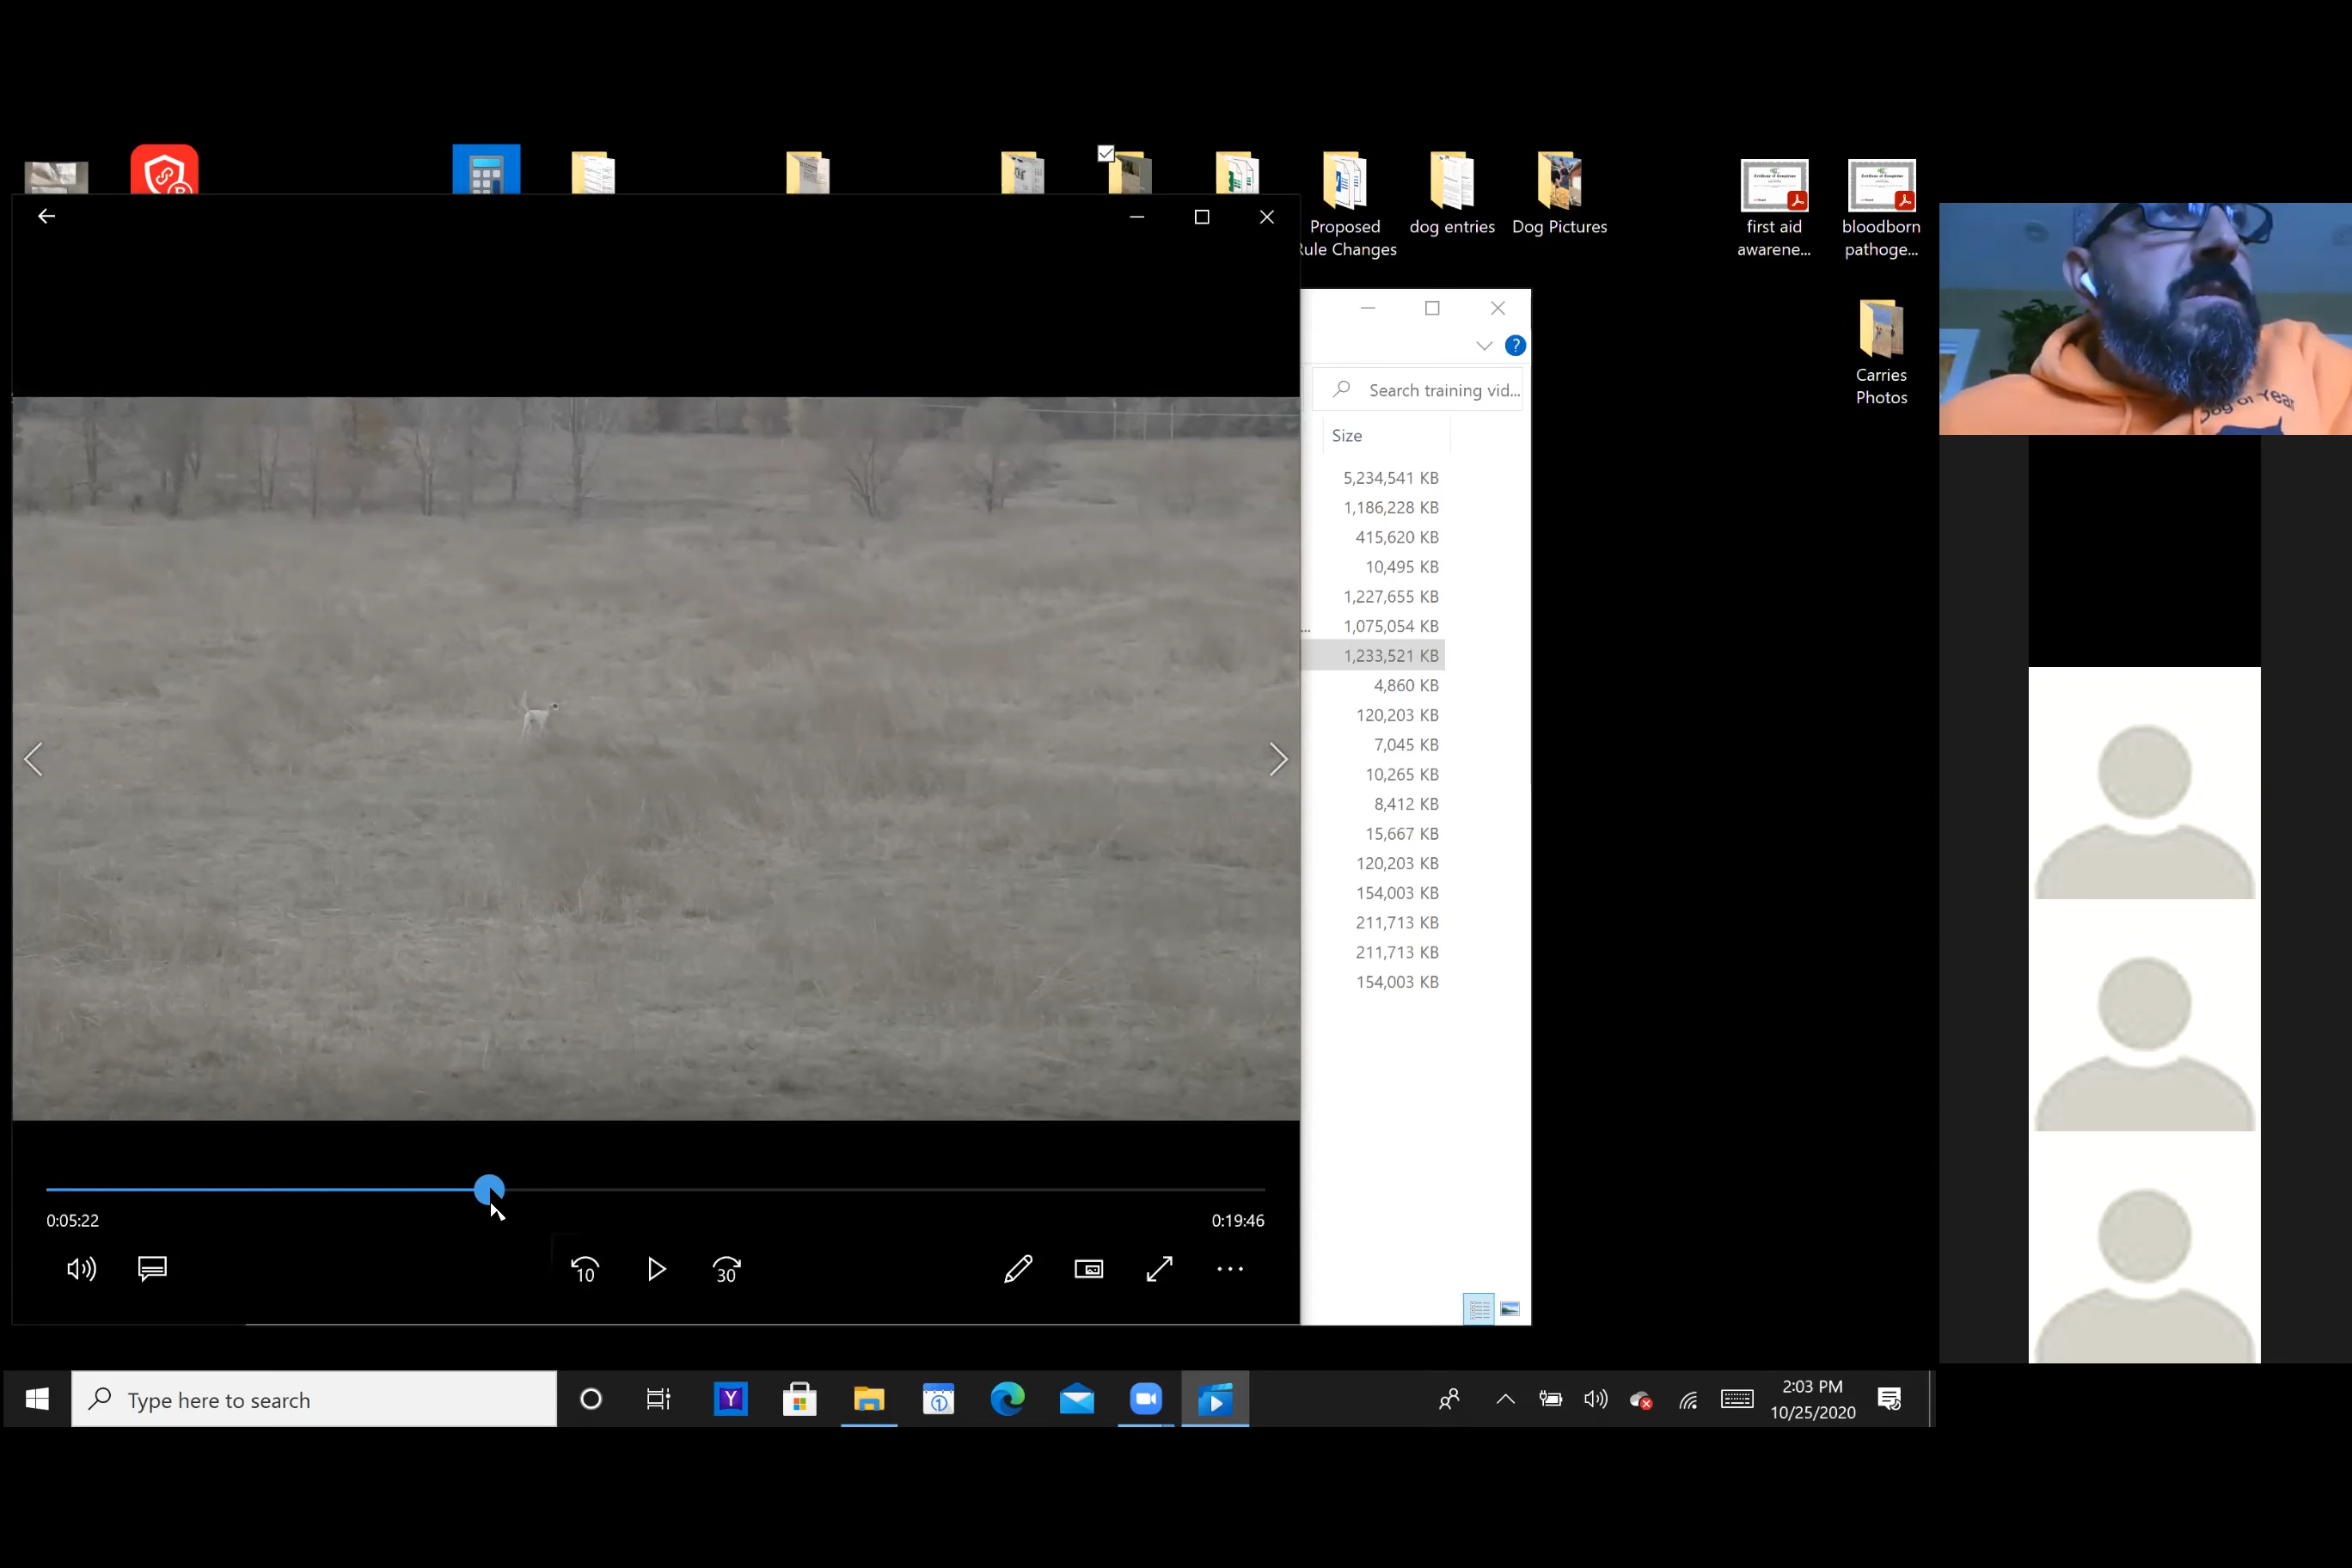 Proposed
Rule Changes
dog entries
Dog Pictures
first aid
awarene...
bloodborn
pathoge...
Carries
Photos
?
Search training vid...
Size
5,234,541 KB
1,186,228 KB
415,620 KB
10,495 KB
1,227,655 KB
... 1,075,054 KB
1,233,521 KB
4,860 KB
120,203 KB
7,045 KB
10,265 KB
8,412 KB
15,667 KB
120,203 KB
154,003 KB
211,713 KB
211,713 KB
154,003 KB
Dog of Year
0:05:22
0:19:46
10
30
Type here to search
Y
1
2:03 PM
10/25/2020